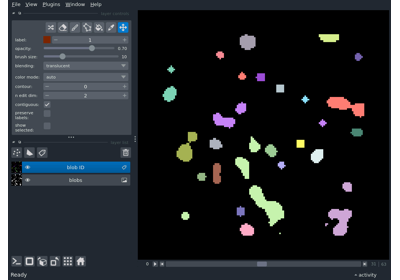 File View Plugins Window Help
label: 1
opacity: 0.70
brush size: 10
blending: translucent
color mode: auto
contour: 0
n edit dim: 2
contiguous:
preserve
labels:
show
selected:
blob ID
blobs
0
Ready
activity